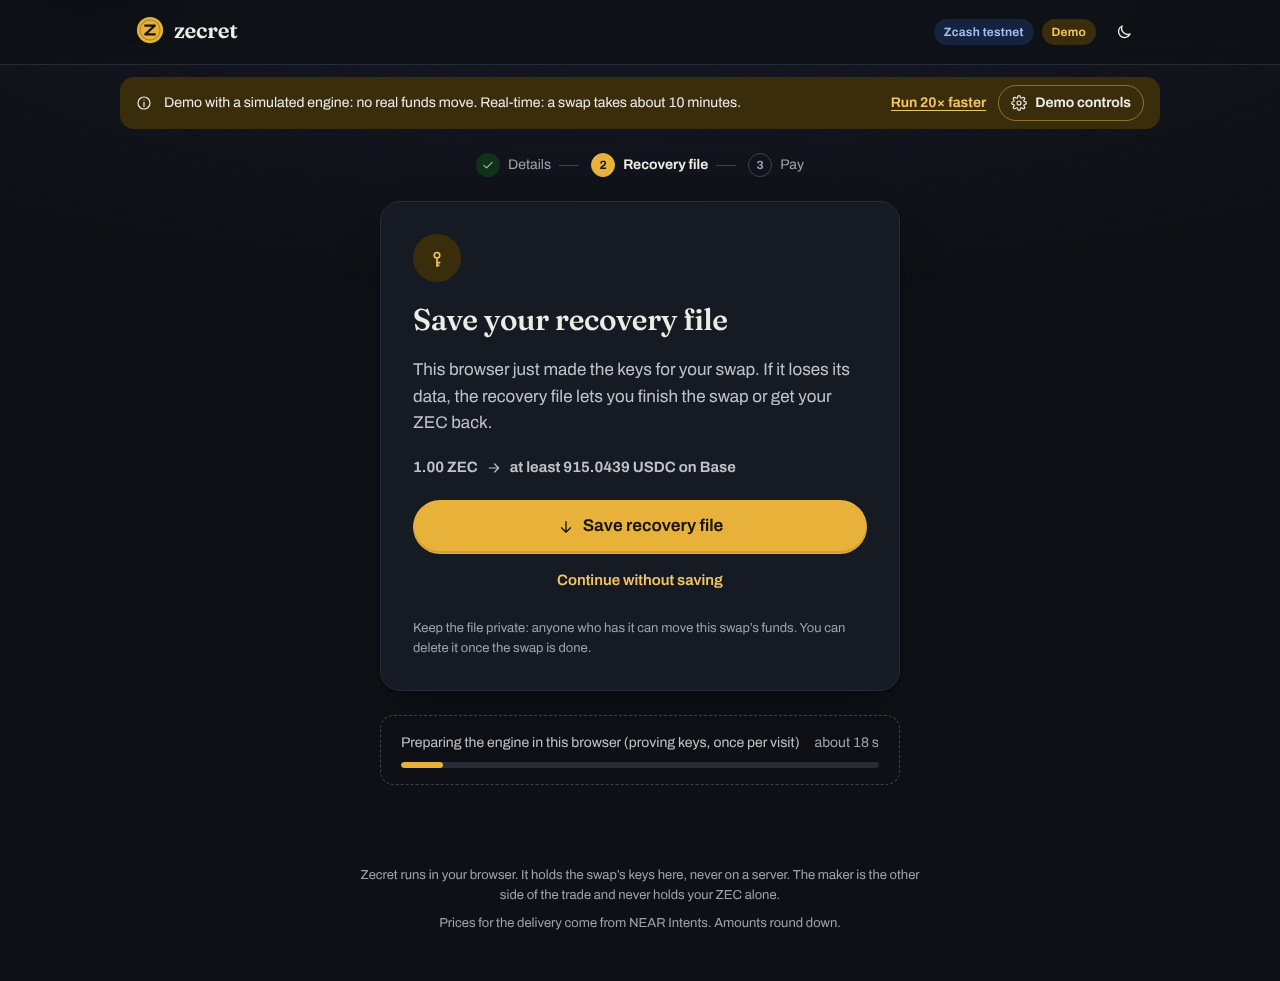 zecret
Zcash testnet
Demo
Demo with a simulated engine: no real funds move. Real-time: a swap takes about 10 minutes.
Run 20× faster
Demo controls
Details
2 Recovery file
3 Pay
Save your recovery file
This browser just made the keys for your swap. If it loses its
data, the recovery file lets you finish the swap or get your
ZEC back.
1.00 ZEC → at least 915.0439 USDC on Base
↓ Save recovery file
Continue without saving
Keep the file private: anyone who has it can move this swap’s funds. You can
delete it once the swap is done.
Preparing the engine in this browser (proving keys, once per visit) about 18 s
Zecret runs in your browser. It holds the swap’s keys here, never on a server. The maker is the other
side of the trade and never holds your ZEC alone.
Prices for the delivery come from NEAR Intents. Amounts round down.